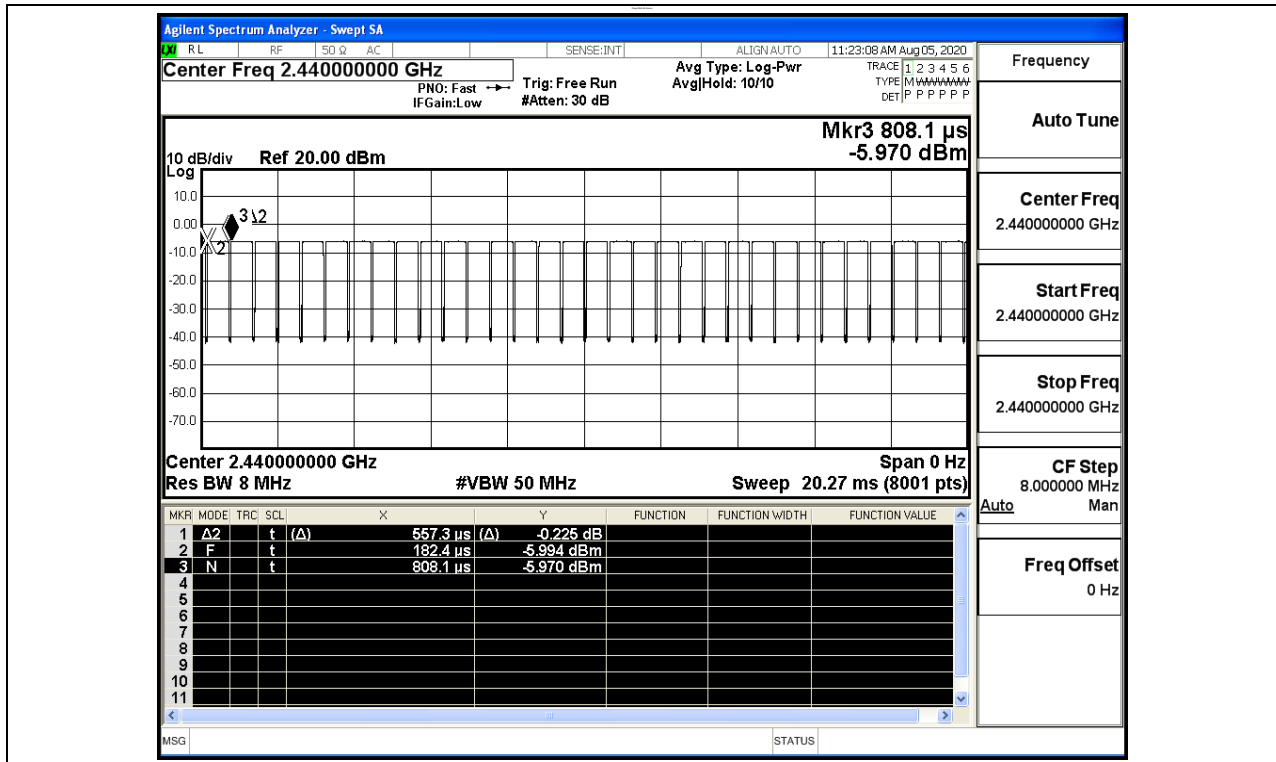 Agilent Spectrum Analyzer - Swept SA
LXI RL RF 50 Ω AC SENSE:INT ALIGN AUTO 11:23:08 AM Aug 05, 2020
Center Freq 2.440000000 GHz
PNO: Fast
IFGain:Low
Trig: Free Run
#Atten: 30 dB
Avg Type: Log-Pwr
Avg|Hold: 10/10
TRACE 1 2 3 4 5 6
TYPE M W W W W W
DET P P P P P P
Mkr3 808.1 µs
-5.970 dBm
10 dB/div Ref 20.00 dBm
Log
10.0
0.00
-10.0
-20.0
-30.0
-40.0
-50.0
-60.0
-70.0
3 Δ2
2
Center 2.440000000 GHz Span 0 Hz
Res BW 8 MHz #VBW 50 MHz Sweep 20.27 ms (8001 pts)
MKR MODE TRC SCL X Y FUNCTION FUNCTION WIDTH FUNCTION VALUE
1 Δ2 t (Δ) 557.3 µs (Δ) -0.225 dB
2 F t 182.4 µs -5.994 dBm
3 N t 808.1 µs -5.970 dBm
4
5
6
7
8
9
10
11
MSG STATUS
Frequency
Auto Tune
Center Freq
2.440000000 GHz
Start Freq
2.440000000 GHz
Stop Freq
2.440000000 GHz
CF Step
8.000000 MHz
Auto Man
Freq Offset
0 Hz